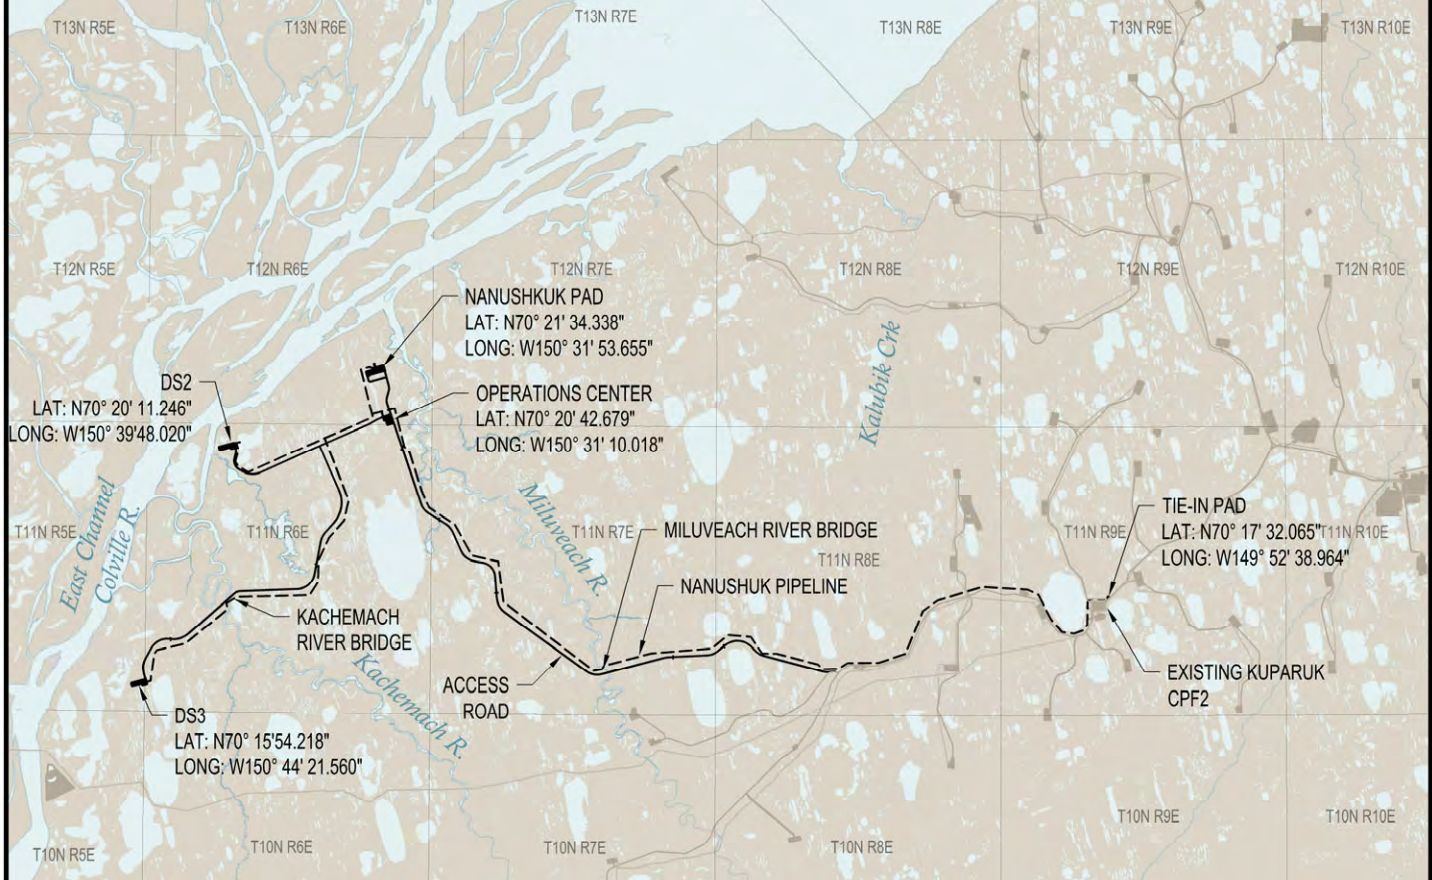 T13N R5E
T13N R6E
T13N R7E
T13N R8E
T13N R9E
T13N R10E
T12N R5E
T12N R6E
T12N R7E
T12N R8E
T12N R9E
T12N R10E
NANUSHKUK PAD
LAT: N70° 21' 34.338"
LONG: W150° 31' 53.655"
DS2
LAT: N70° 20' 11.246"
LONG: W150° 39'48.020"
OPERATIONS CENTER
LAT: N70° 20' 42.679"
LONG: W150° 31' 10.018"
Kalubik Crk
East Channel
Colville R.
Miluveach R.
T11N R5E
T11N R6E
T11N R7E
T11N R8E
T11N R9E
T11N R10E
TIE-IN PAD
LAT: N70° 17' 32.065"
LONG: W149° 52' 38.964"
MILUVEACH RIVER BRIDGE
NANUSHUK PIPELINE
KACHEMACH
RIVER BRIDGE
Kachemach R.
ACCESS
ROAD
EXISTING KUPARUK
CPF2
DS3
LAT: N70° 15'54.218"
LONG: W150° 44' 21.560"
T10N R5E
T10N R6E
T10N R7E
T10N R8E
T10N R9E
T10N R10E